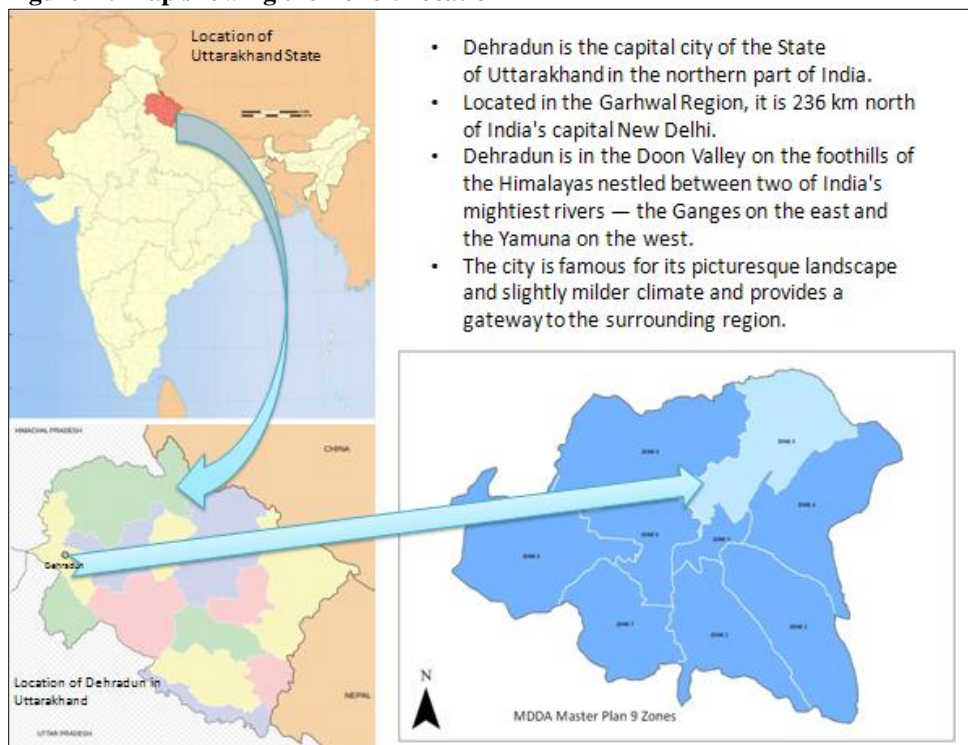 Location of
Uttarakhand State
• Dehradun is the capital city of the State
of Uttarakhand in the northern part of India.
• Located in the Garhwal Region, it is 236 km north
of India's capital New Delhi.
• Dehradun is in the Doon Valley on the foothills of
the Himalayas nestled between two of India's
mightiest rivers — the Ganges on the east and
the Yamuna on the west.
• The city is famous for its picturesque landscape
and slightly milder climate and provides a
gateway to the surrounding region.
HIMACHAL PRADESH
CHINA
Dehradun
Location of Dehradun in
Uttarakhand
NEPAL
UTTAR PRADESH
N
MDDA Master Plan 9 Zones